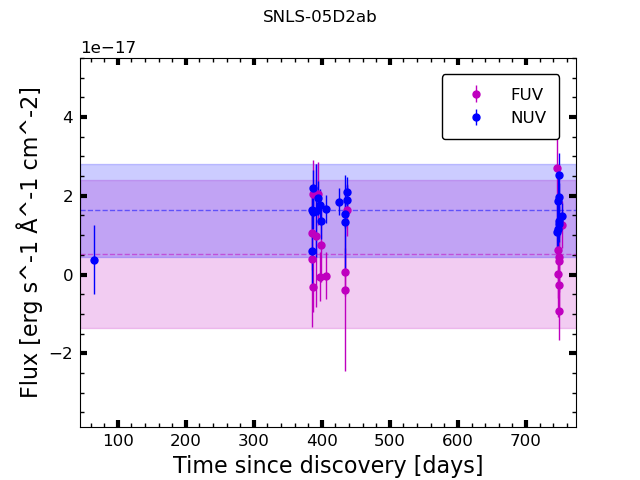 SNLS-05D2ab
1e−17
FUV
NUV
4
2
0
−2
Flux [erg s^-1 Å^-1 cm^-2]
100 200 300 400 500 600 700
Time since discovery [days]